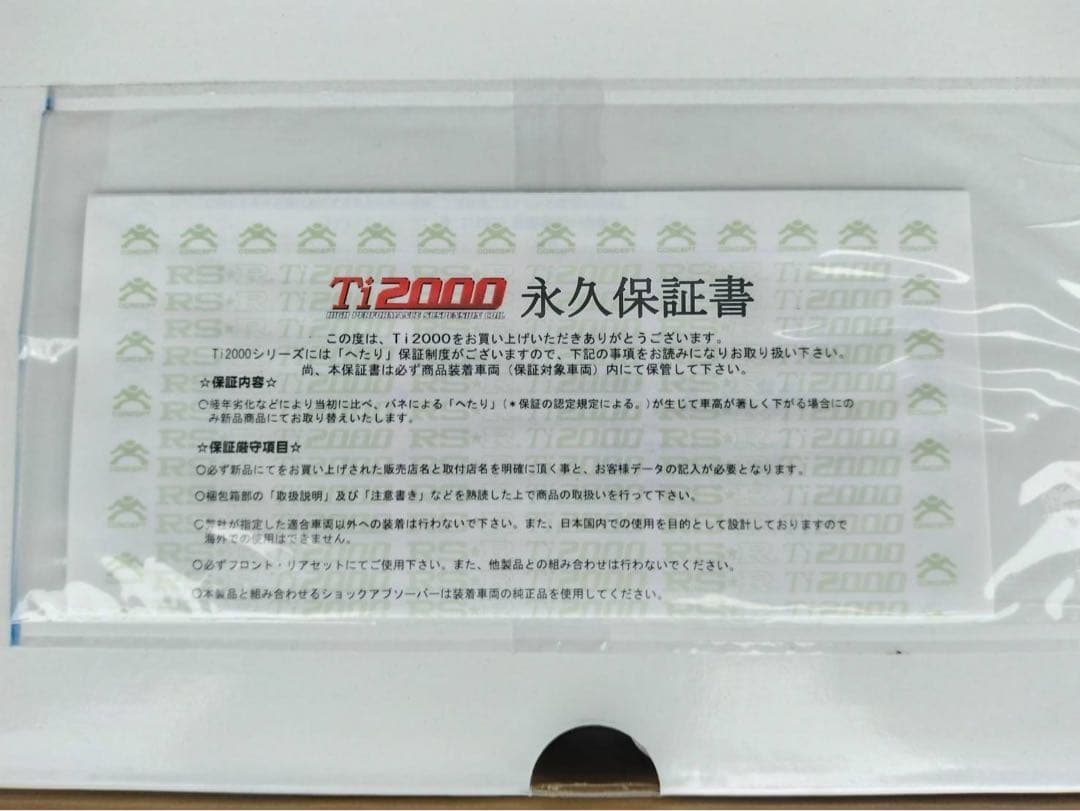 Ti2000 永久保証書
HIGH PERFORMANCE SUSPENSION COIL
この度は、Ti2000をお買い上げいただきありがとうございます。
Ti2000シリーズには「へたり」保証制度がございますので、下記の事項をお読みになりお取り扱い下さい。
尚、本保証書は必ず商品装着車両（保証対象車両）内にて保管して下さい。
☆保証内容☆
○経年劣化などにより当初に比べ、バネによる「へたり」(＊保証の認定規定による。)が生じて車高が著しく下がる場合にの
み新品商品にてお取り替えいたします。
☆保証厳守項目☆
○必ず新品にてをお買い上げされた販売店名と取付店名を明確に頂く事と、お客様データの記入が必要となります。
○梱包箱部の「取扱説明」及び「注意書き」などを熟読した上で商品の取扱いを行って下さい。
○弊社が指定した適合車両以外への装着は行わないで下さい。また、日本国内での使用を目的として設計しておりますので
海外での使用はできません。
○必ずフロント・リアセットにてご使用下さい。また、他製品との組み合わせは行わないでください。
○本製品と組み合わせるショックアブソーバーは装着車両の純正品を使用してください。